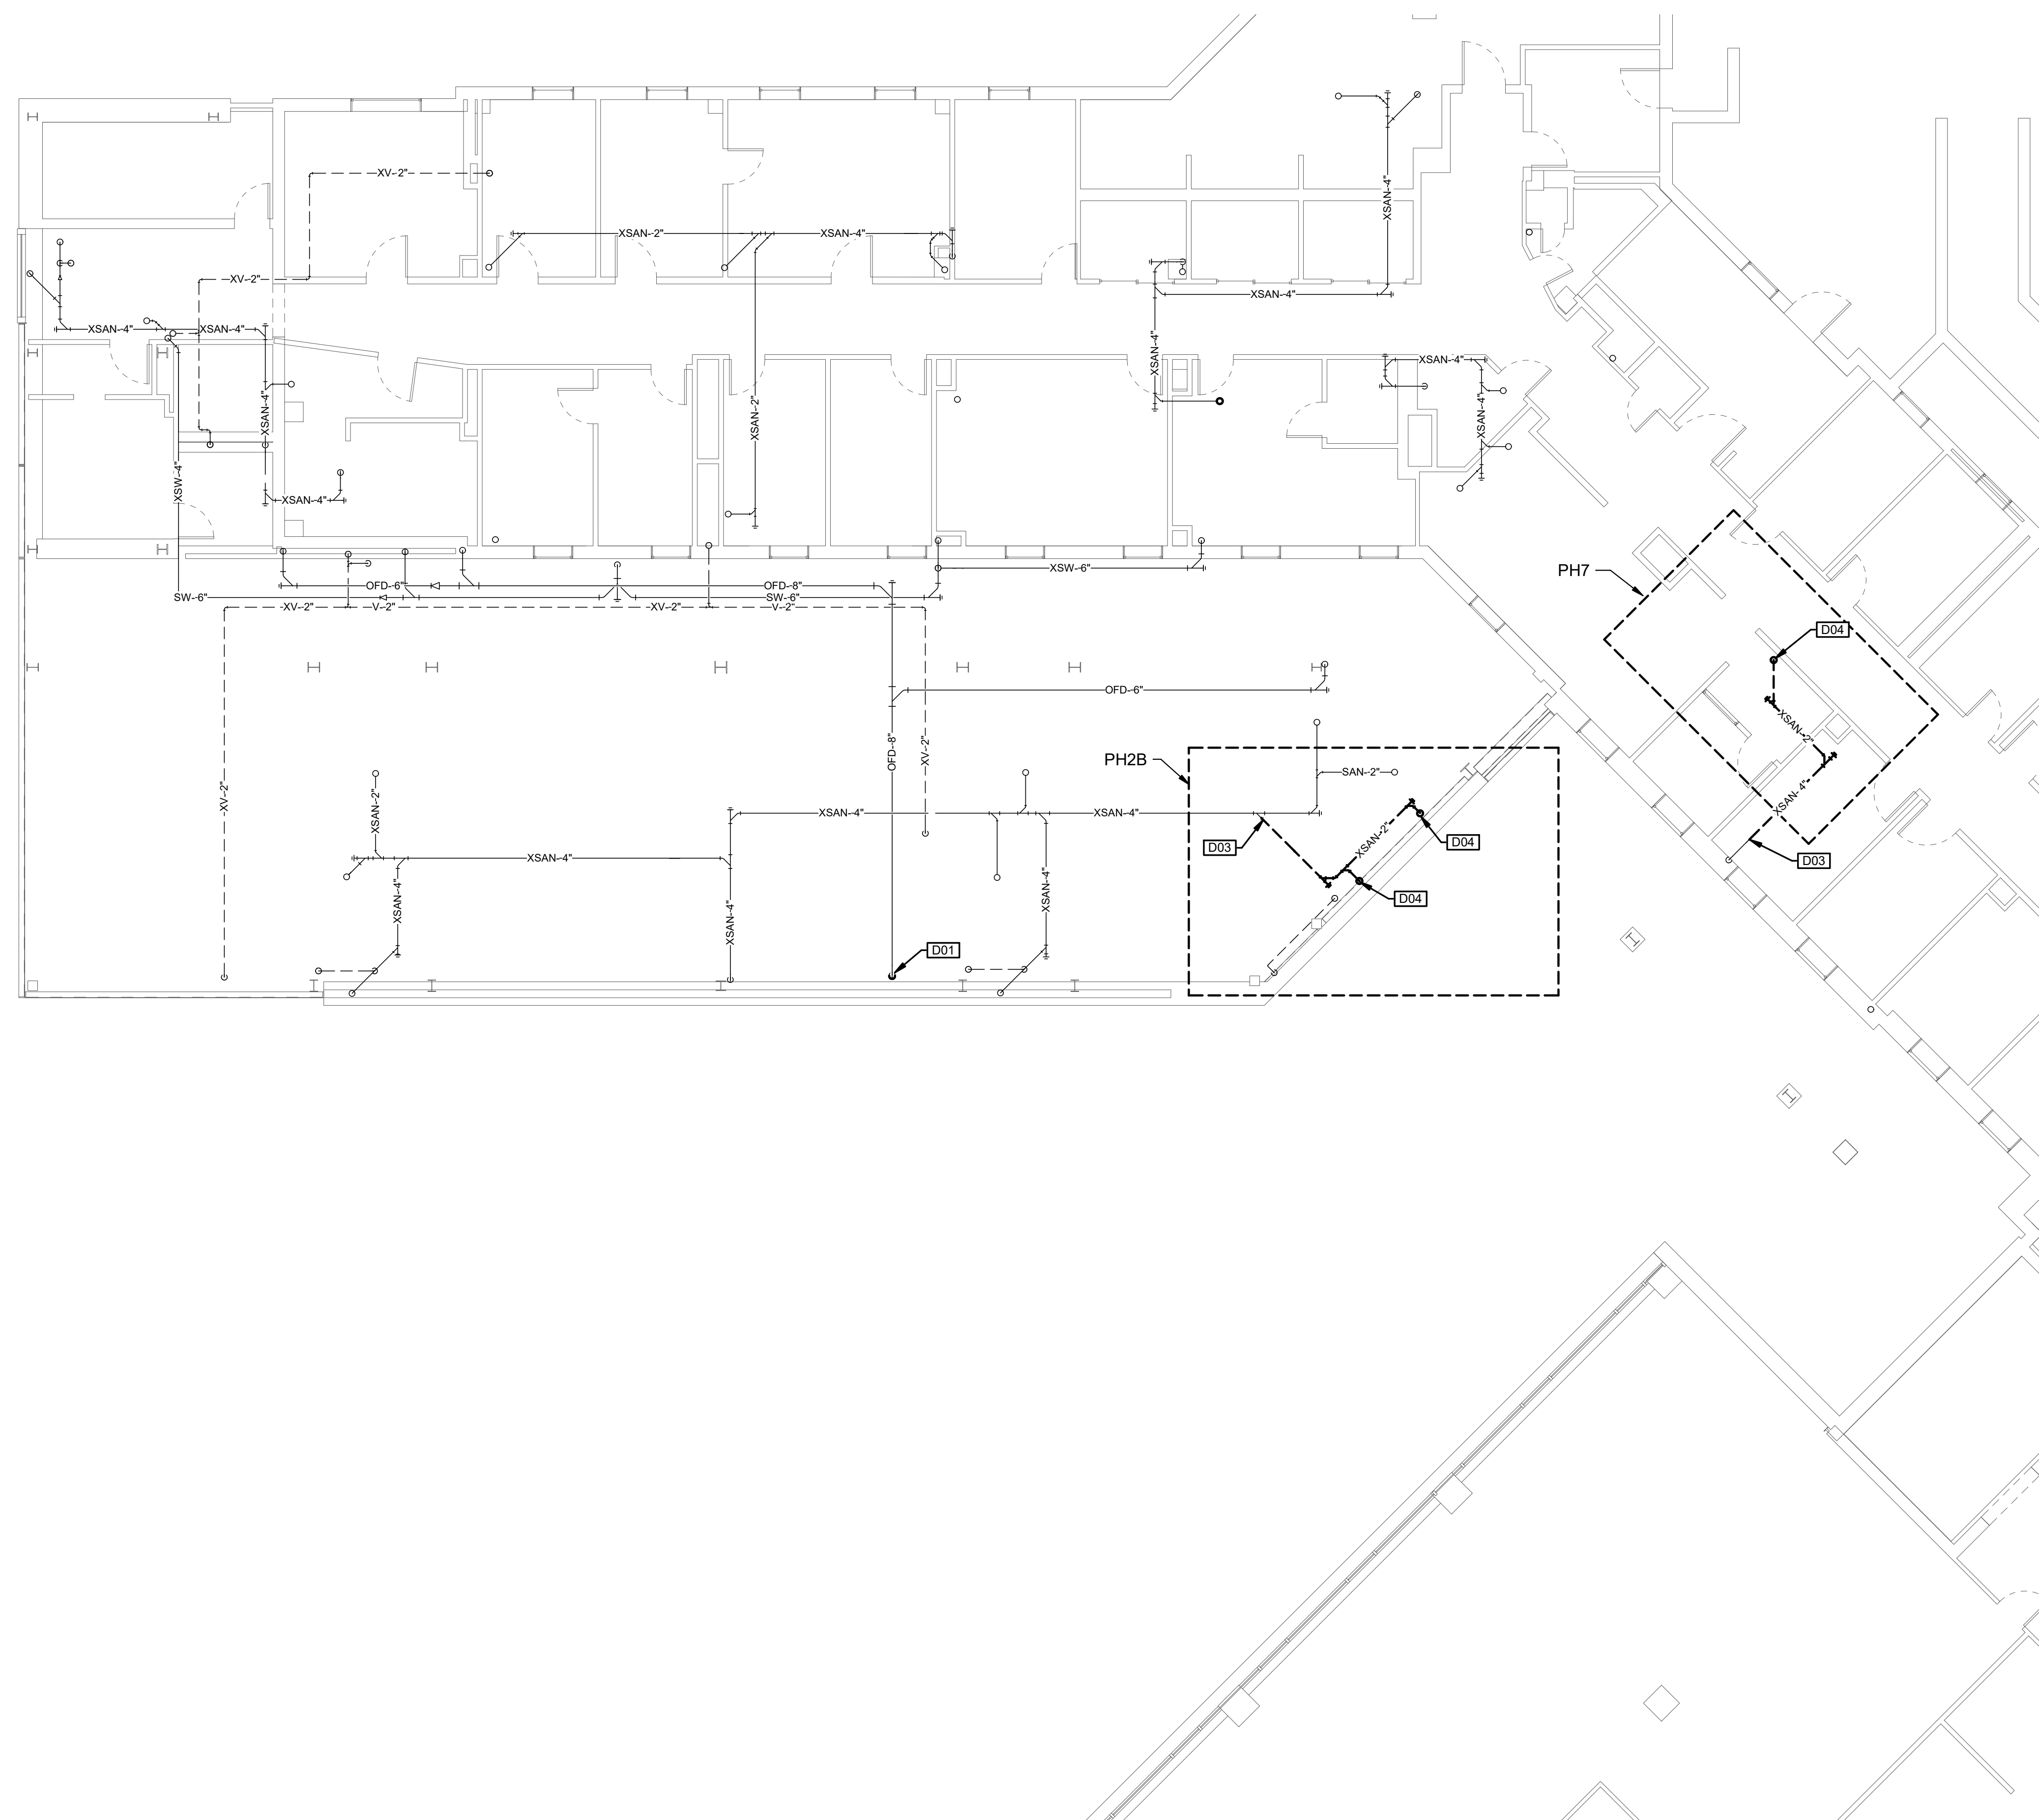 XV-2"
XSAN-4"
XSAN-2"
XSAN-4"
XV-2"
XSAN-4"
XSAN-4"
XSAN-4"
XSAN-4"
XSAN-4"
XSAN-4"
XSAN-2"
XSAN-4"
XSAN-4"
XSW-4"
XSAN-4"
XSW-6"
PH7
OFD-6"
OFD-8"
SW-6"
SW-6"
XV-2"
V-2"
XV-2"
V-2"
D04
OFD-6"
XSAN-2"
OFD-8"
XV-2"
PH2B
SAN-2"
XV-2"
XSAN-4"
XSAN-2"
XSAN-4"
XSAN-4"
XSAN-2"
D03
D04
XSAN-4"
D03
XSAN-4"
XSAN-4"
D04
XSAN-4"
D01